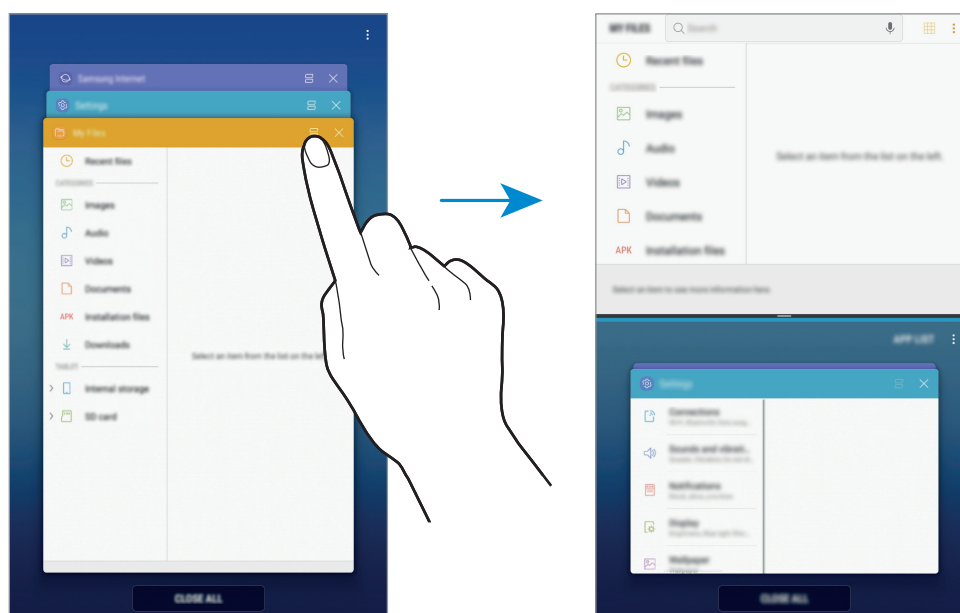 Samsung Internet
Settings
My Files
Recent files
CATEGORIES
Images
Audio
Videos
Documents
APK Installation files
Downloads
TABLET
Internal storage
SD card
Select an item from the list on the left.
CLOSE ALL
MY FILES
Search
Recent files
CATEGORIES
Images
Audio
Videos
Documents
APK Installation files
Select an item from the list on the left.
Select an item to see more information here.
APP LIST
Settings
Connections
Sounds and vibrati...
Notifications
Display
Wallpaper
CLOSE ALL